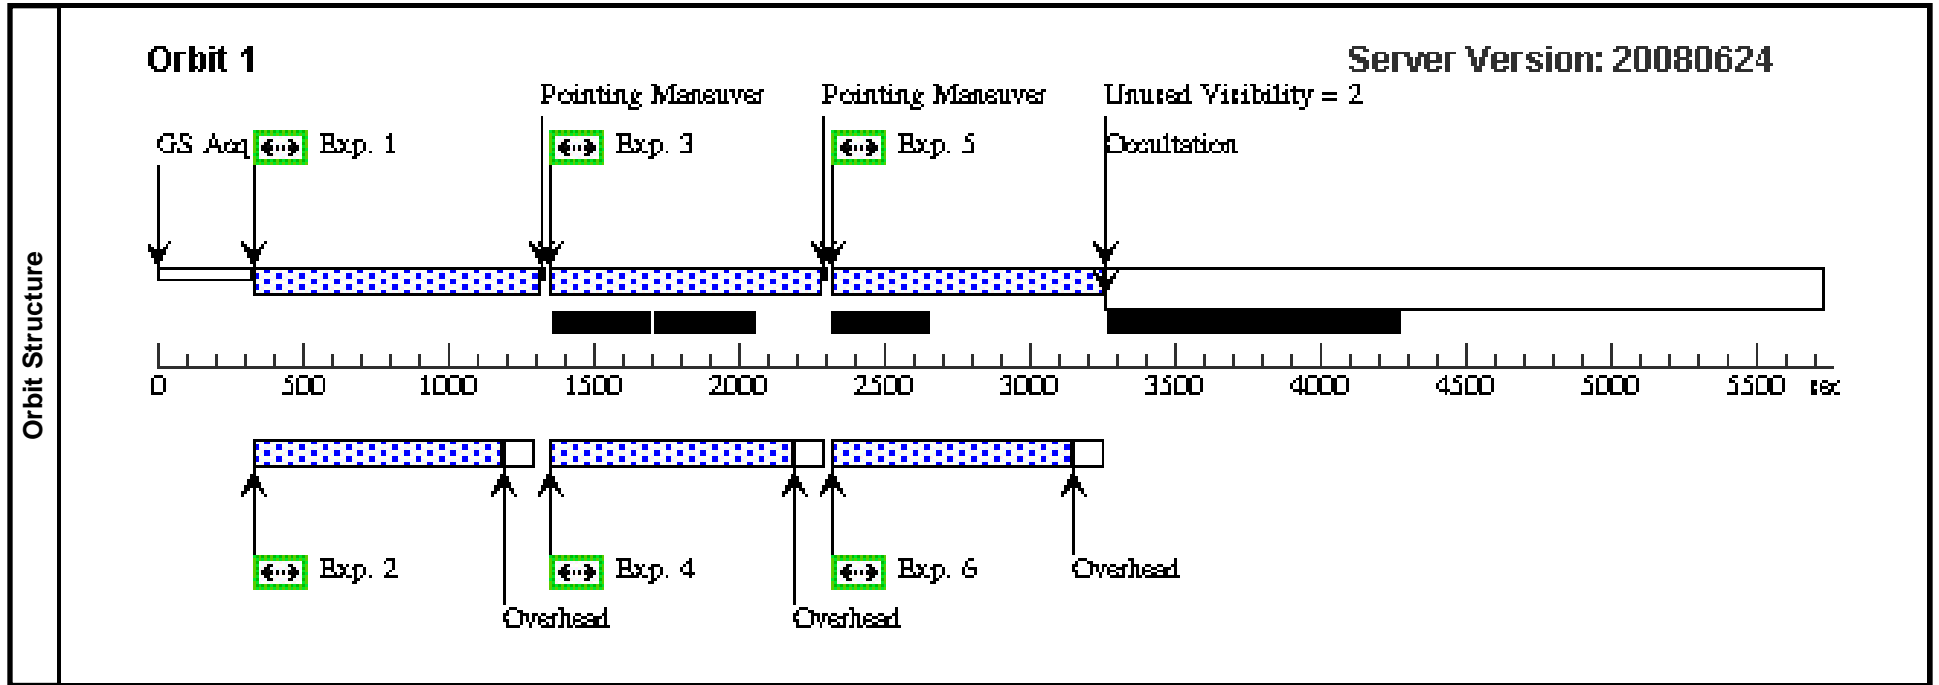 Orbit Structure
Orbit 1
Server Version: 20080624
Pointing Maneuver
Pointing Maneuver
Unused Visibility = 2
GS Acq
Exp. 1
Exp. 3
Exp. 5
Occultation
0 500 1000 1500 2000 2500 3000 3500 4000 4500 5000 5500 sec
Exp. 2
Exp. 4
Exp. 6
Overhead
Overhead
Overhead